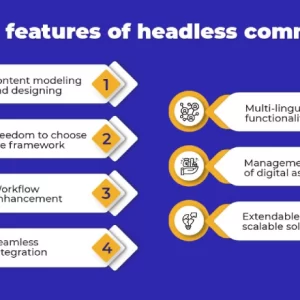 features of headless comm
ontent modeling
nd designing
1
eedom to choose
e framework
2
Workflow
nhancement
3
eamless
tegration
4
Multi-lingu
functionali
Manageme
of digital as
Extendable
scalable sol